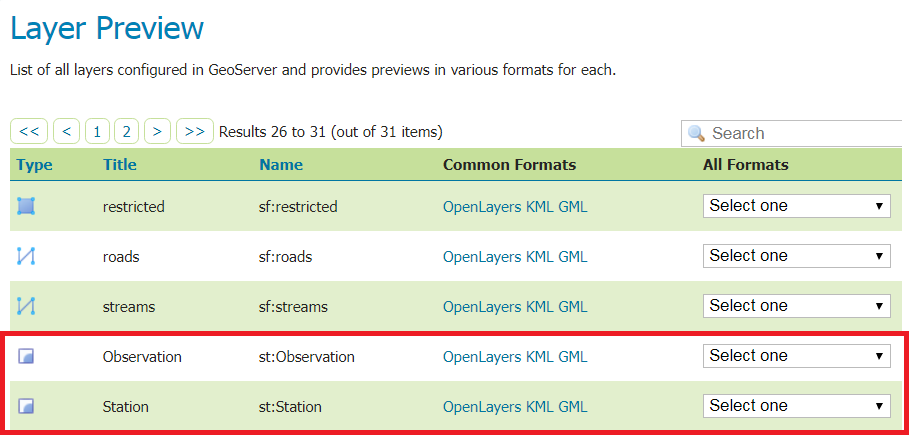 Layer Preview
List of all layers configured in GeoServer and provides previews in various formats for each.
<< < 1 2 > >> Results 26 to 31 (out of 31 items) Search
Type Title Name Common Formats All Formats
restricted sf:restricted OpenLayers KML GML Select one
roads sf:roads OpenLayers KML GML Select one
streams sf:streams OpenLayers KML GML Select one
Observation st:Observation OpenLayers KML GML Select one
Station st:Station OpenLayers KML GML Select one